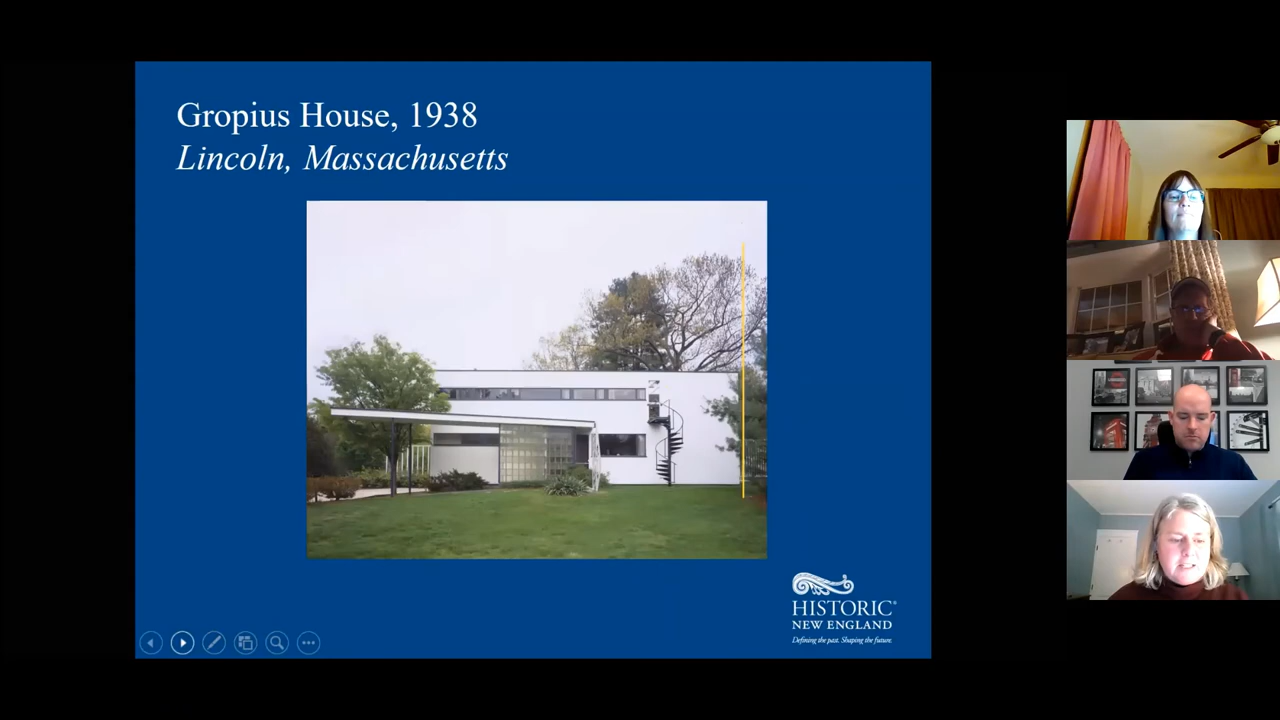 Gropius House, 1938
Lincoln, Massachusetts
HISTORIC®
NEW ENGLAND
Defining the past. Shaping the future.